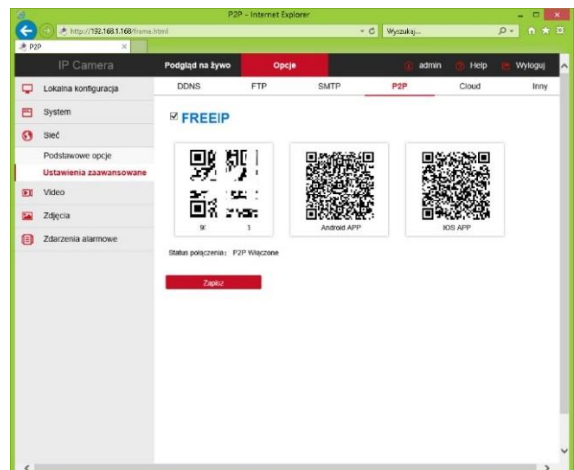 P2P - Internet Explorer
http://192.168.1.168/frame.html
Wyszukaj...
P2P
IP Camera
Podgląd na żywo
Opcje
admin
Help
Wyloguj
Lokalna konfiguracja
DDNS
FTP
SMTP
P2P
Cloud
Inny
System
FREEIP
Sieć
Podstawowe opcje
Ustawienia zaawansowane
Video
Zdjęcia
Zdarzenia alarmowe
Android APP
IOS APP
Status połączenia: P2P Włączone
Zapisz